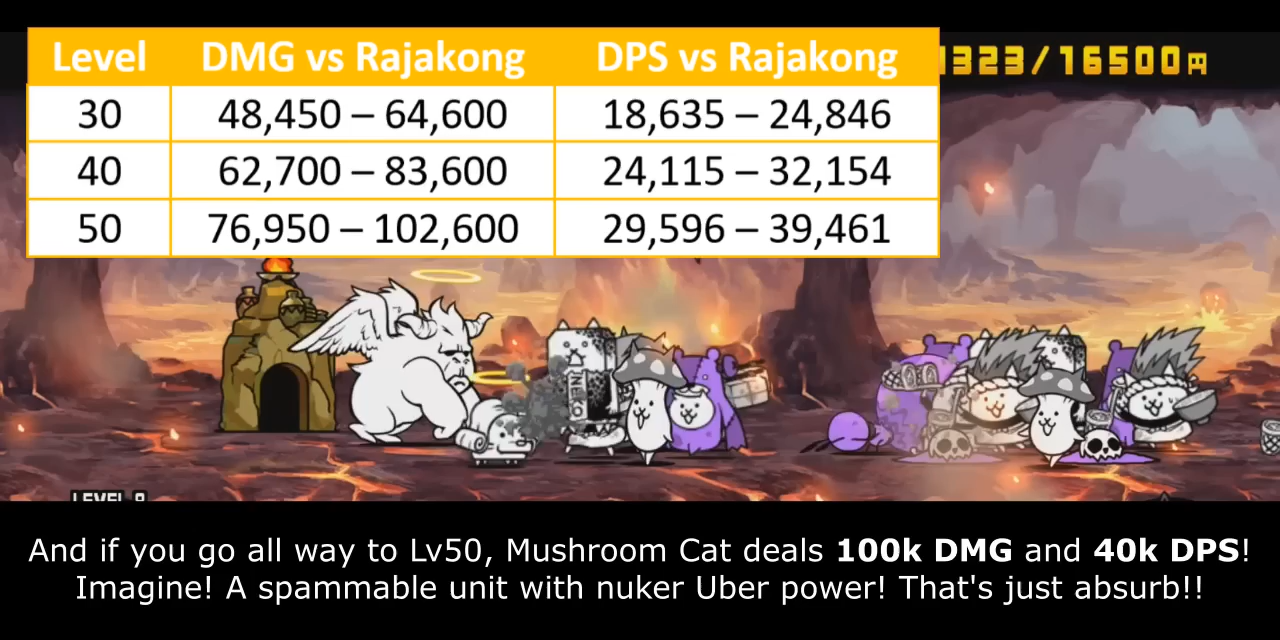 Level DMG vs Rajakong DPS vs Rajakong
1323/16500円
30 48,450 – 64,600 18,635 – 24,846
40 62,700 – 83,600 24,115 – 32,154
50 76,950 – 102,600 29,596 – 39,461
NEKO
And if you go all way to Lv50, Mushroom Cat deals 100k DMG and 40k DPS!
Imagine! A spammable unit with nuker Uber power! That's just absurb!!